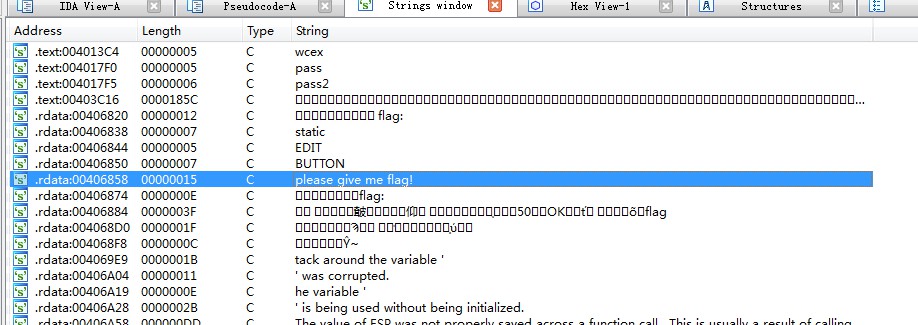 IDA View-A Pseudocode-A Strings window Hex View-1 Structures
Address Length Type String
.text:004013C4 00000005 C wcex
.text:004017F0 00000005 C pass
.text:004017F5 00000006 C pass2
.text:00403C16 0000185C C
.rdata:00406820 00000012 C flag:
.rdata:00406838 00000007 C static
.rdata:00406844 00000005 C EDIT
.rdata:00406850 00000007 C BUTTON
.rdata:00406858 00000015 C please give me flag!
.rdata:00406874 0000000E C flag:
.rdata:00406884 0000003F C 50 OK flag
.rdata:004068D0 0000001F C
.rdata:004068F8 0000000C C
.rdata:004069E9 0000001B C tack around the variable '
.rdata:00406A04 00000011 C ' was corrupted.
.rdata:00406A19 0000000E C he variable '
.rdata:00406A28 0000002B C ' is being used without being initialized.
.rdata:00406A58 000000DD C The value of ESP was not properly saved across a function call. This is usually a result of calling